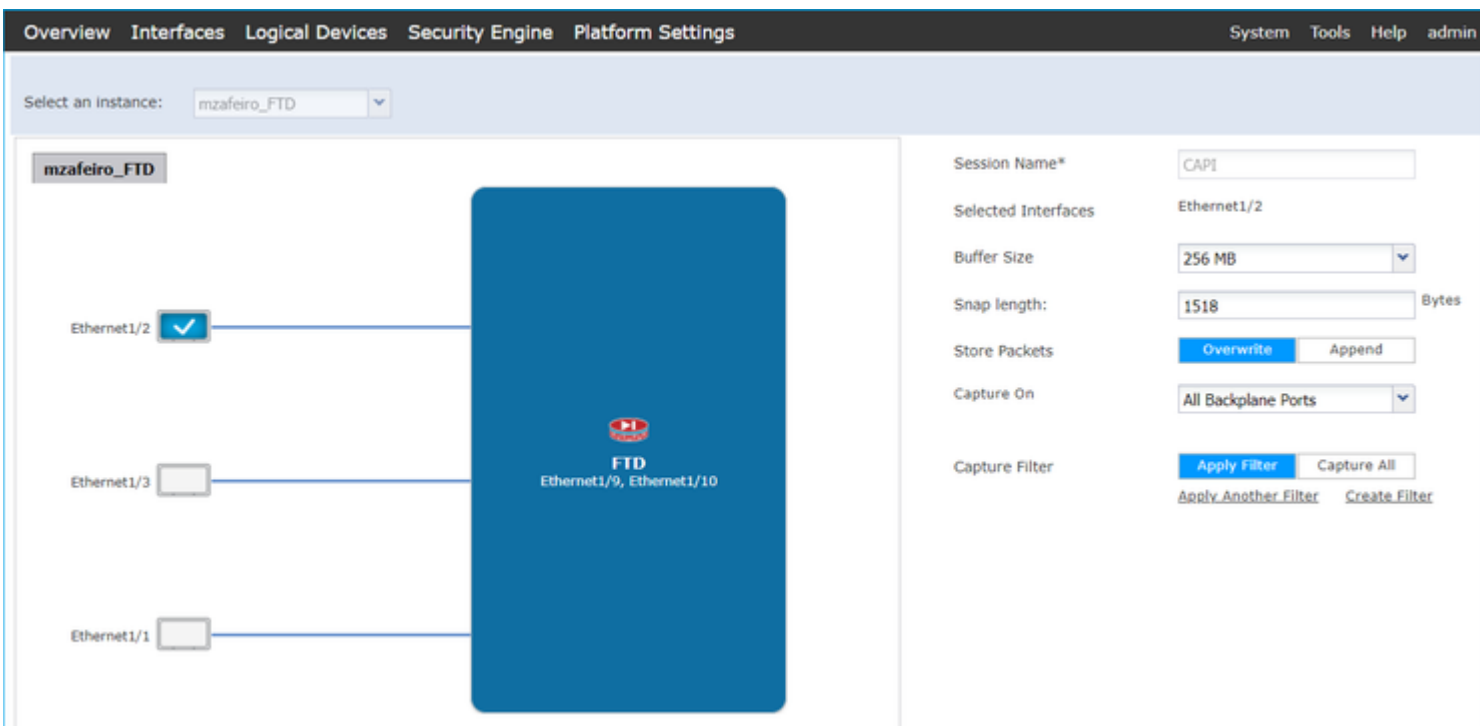 Overview Interfaces Logical Devices Security Engine Platform Settings System Tools Help admin
Select an instance: mzafeiro_FTD
mzafeiro_FTD
Ethernet1/2
Ethernet1/3
Ethernet1/1
FTD
Ethernet1/9, Ethernet1/10
Session Name* CAPI
Selected Interfaces Ethernet1/2
Buffer Size 256 MB
Snap length: 1518 Bytes
Store Packets Overwrite Append
Capture On All Backplane Ports
Capture Filter Apply Filter Capture All
Apply Another Filter Create Filter